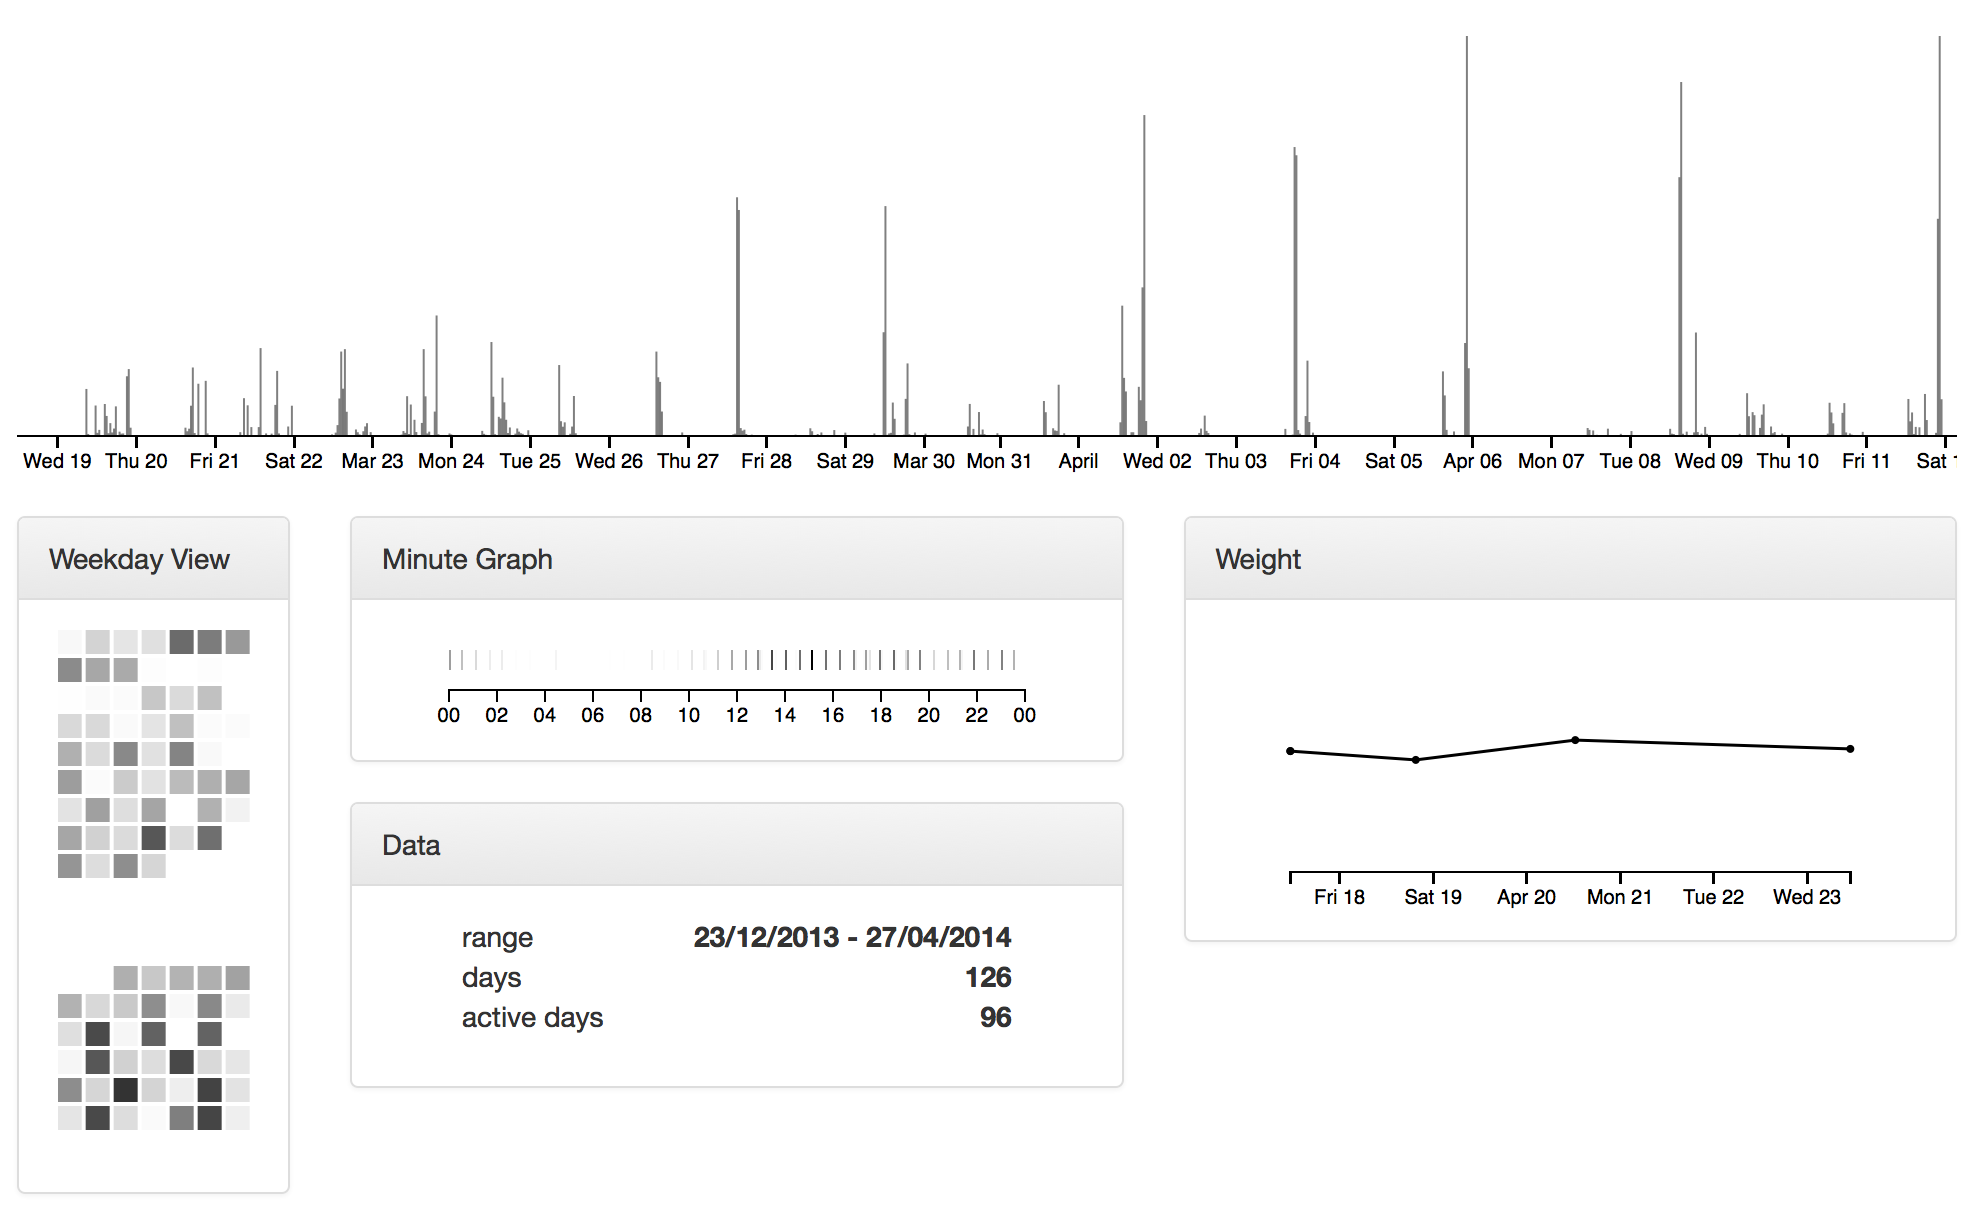 Wed 19 Thu 20 Fri 21 Sat 22 Mar 23 Mon 24 Tue 25 Wed 26 Thu 27 Fri 28 Sat 29 Mar 30 Mon 31 April Wed 02 Thu 03 Fri 04 Sat 05 Apr 06 Mon 07 Tue 08 Wed 09 Thu 10 Fri 11 Sat
Weekday View
Minute Graph
00 02 04 06 08 10 12 14 16 18 20 22 00
Data
range 23/12/2013 - 27/04/2014
days 126
active days 96
Weight
Fri 18 Sat 19 Apr 20 Mon 21 Tue 22 Wed 23